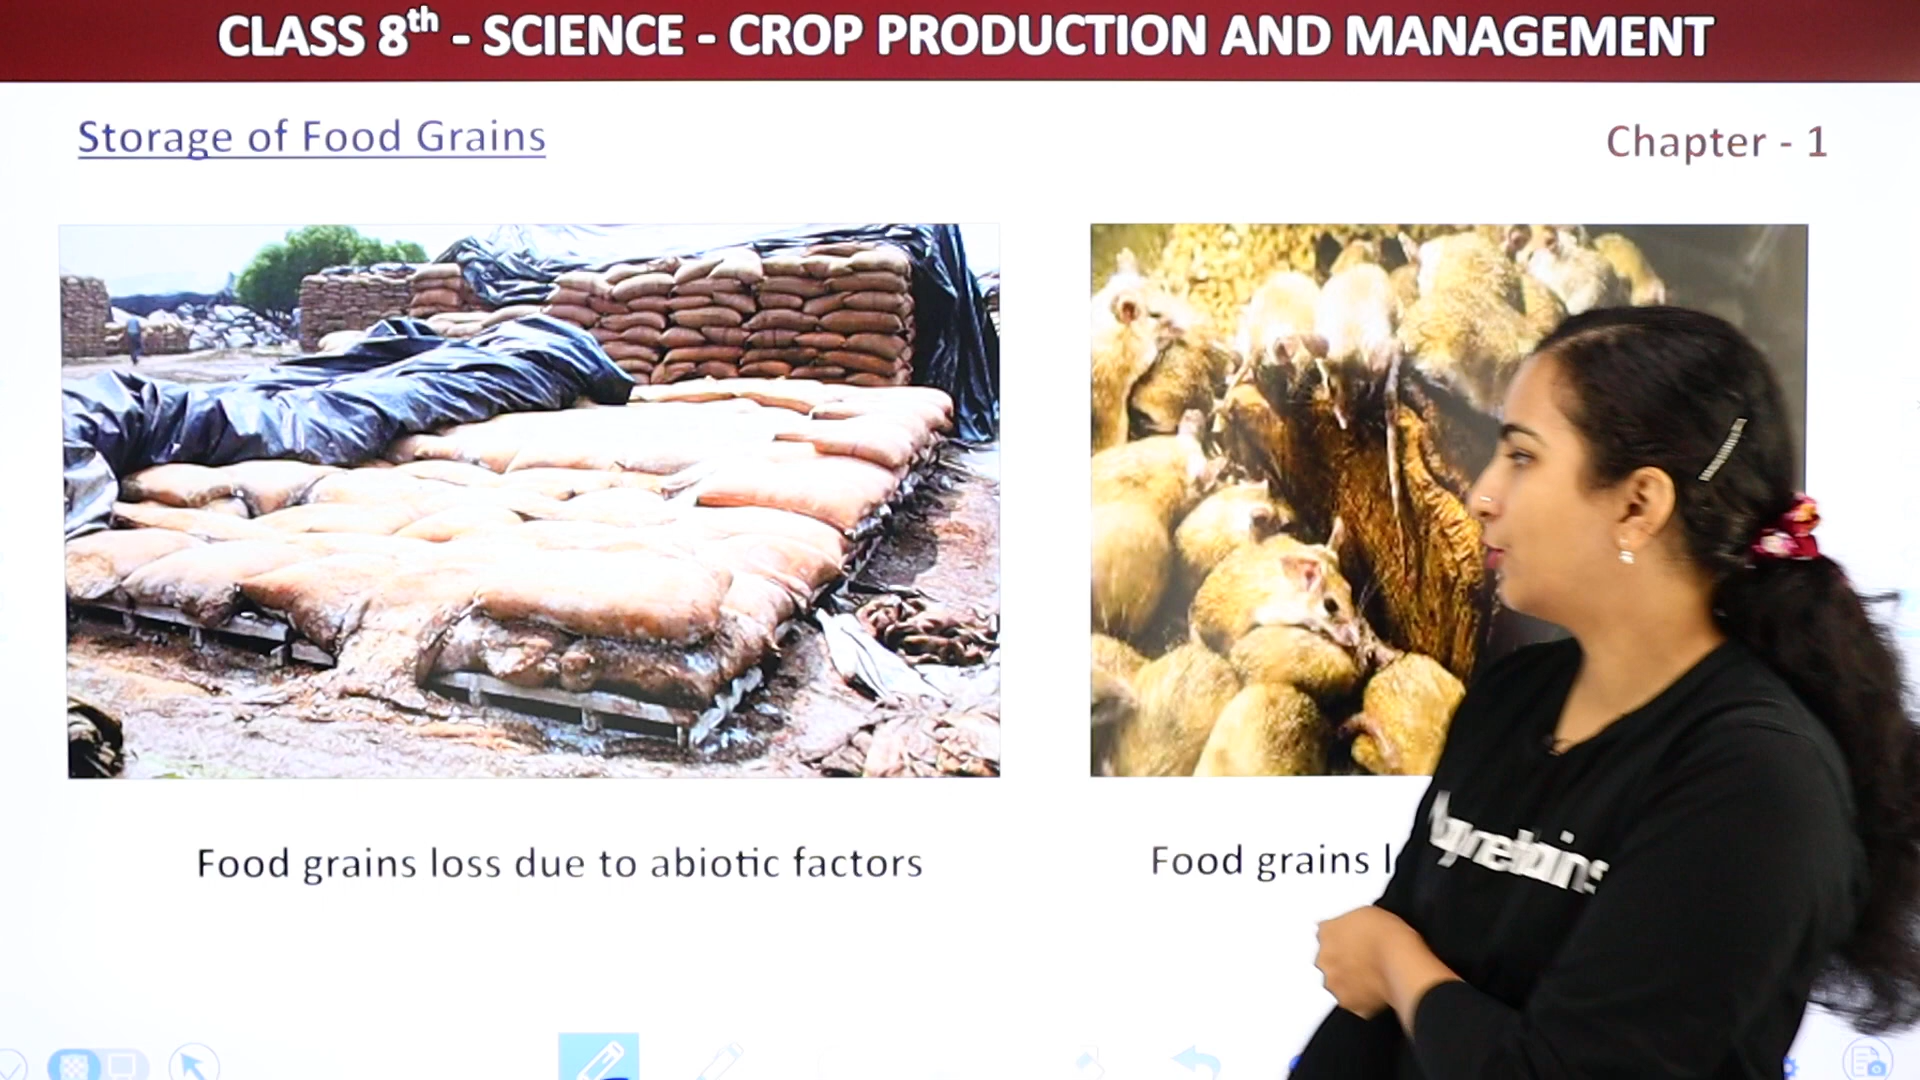 CLASS 8th - SCIENCE - CROP PRODUCTION AND MANAGEMENT
Storage of Food Grains
Chapter - 1
Food grains loss due to abiotic factors
Food grains